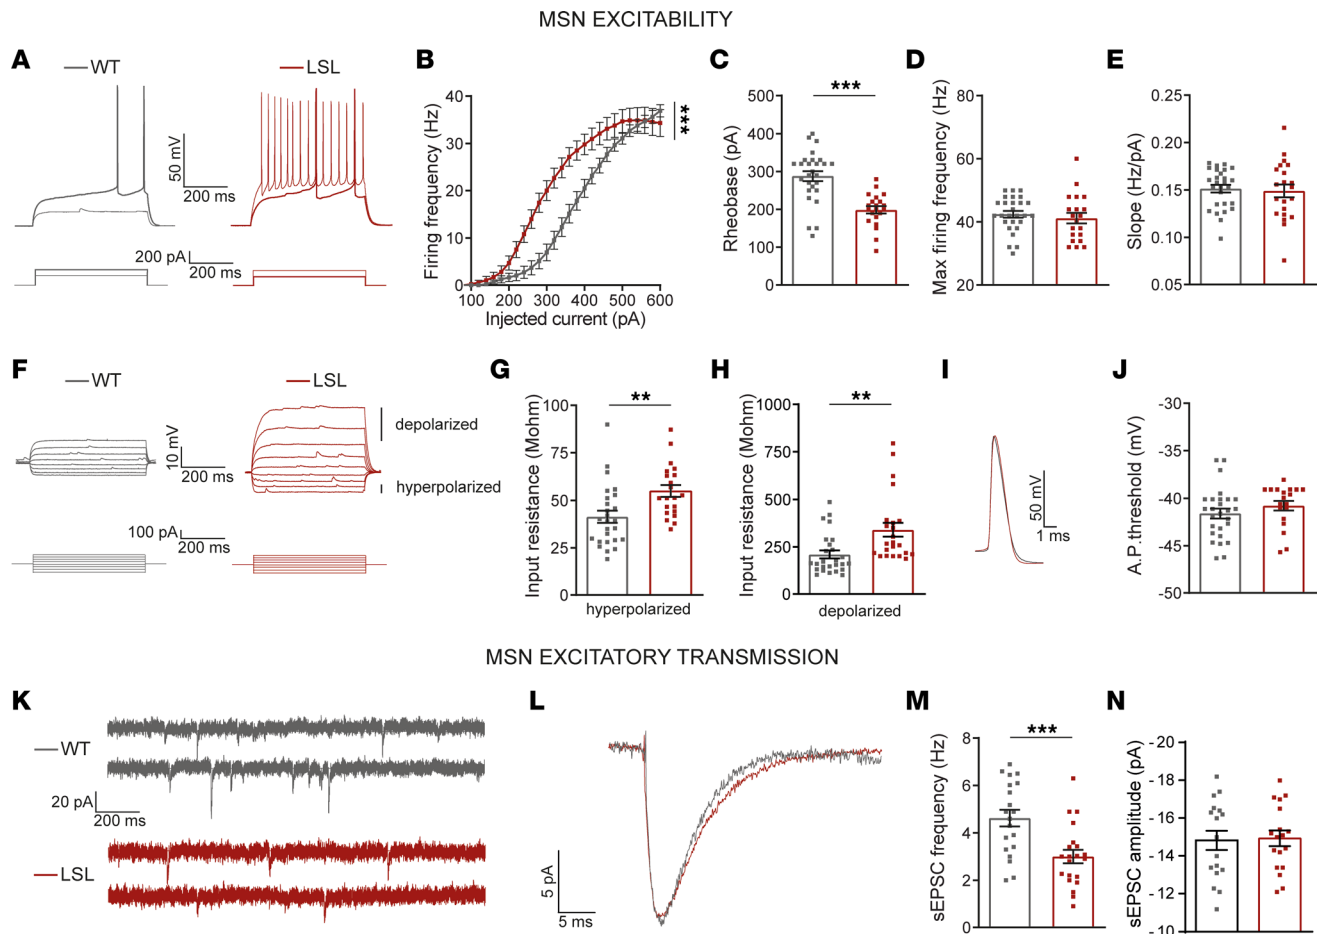 MSN EXCITABILITY
A
WT
LSL
50 mV
200 ms
200 pA
200 ms
B
Firing frequency (Hz)
40
30
20
10
0
100
200
300
400
500
600
Injected current (pA)
***
C
***
Rheobase (pA)
500
400
300
200
100
0
D
Max firing frequency (Hz)
80
60
40
20
E
Slope (Hz/pA)
0.25
0.20
0.15
0.10
0.05
F
WT
LSL
depolarized
hyperpolarized
10 mV
200 ms
100 pA
200 ms
G
**
Input resistance (Mohm)
100
75
50
25
0
hyperpolarized
H
**
Input resistance (Mohm)
1000
750
500
250
0
depolarized
I
50 mV
1 ms
J
A.P.threshold (mV)
-30
-35
-40
-45
-50
MSN EXCITATORY TRANSMISSION
K
WT
20 pA
200 ms
LSL
L
5 pA
5 ms
M
***
sEPSC frequency (Hz)
8
6
4
2
0
N
sEPSC amplitude (pA)
- 20
- 18
- 16
- 14
- 12
- 10